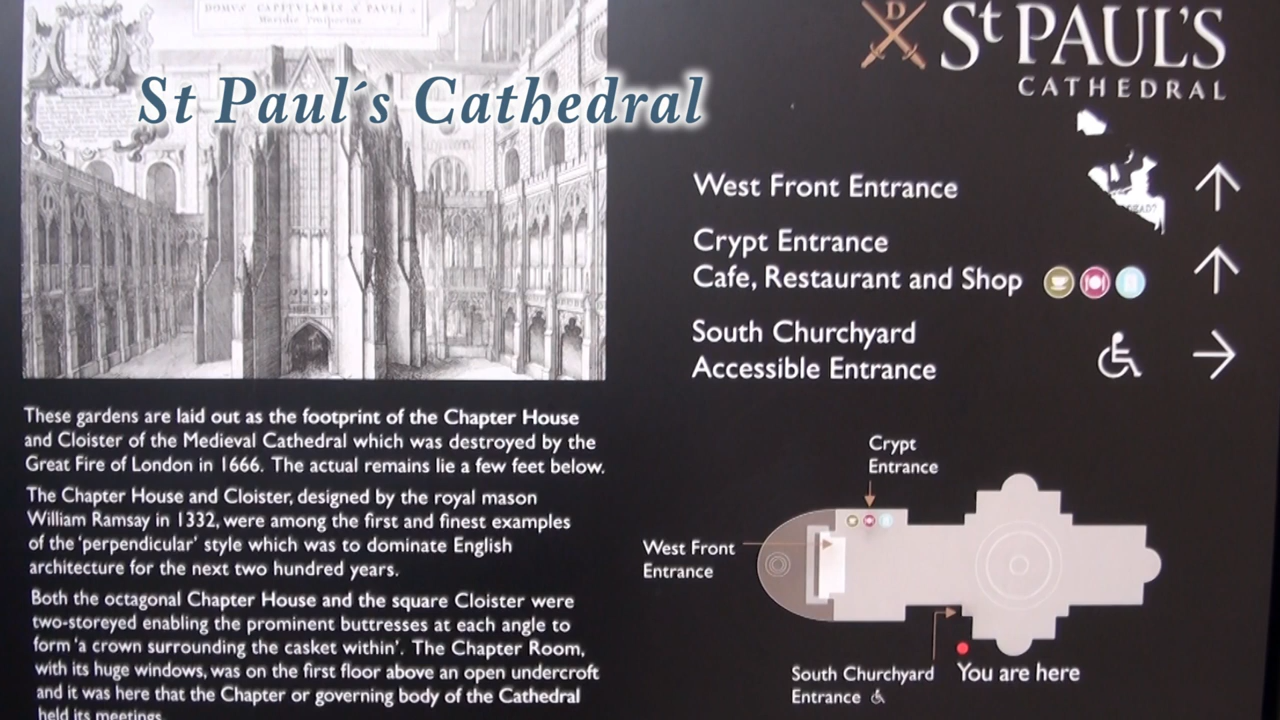 DOMUS CAPITULARIS S. PAULI
St Paul´s Cathedral
These gardens are laid out as the footprint of the Chapter House
and Cloister of the Medieval Cathedral which was destroyed by the
Great Fire of London in 1666. The actual remains lie a few feet below.
The Chapter House and Cloister, designed by the royal mason
William Ramsay in 1332, were among the first and finest examples
of the 'perpendicular' style which was to dominate English
architecture for the next two hundred years.
Both the octagonal Chapter House and the square Cloister were
two-storeyed enabling the prominent buttresses at each angle to
form 'a crown surrounding the casket within'. The Chapter Room,
with its huge windows, was on the first floor above an open undercroft
and it was here that the Chapter or governing body of the Cathedral
held its meetings.
D
St PAUL'S
CATHEDRAL
West Front Entrance
Crypt Entrance
Cafe, Restaurant and Shop
South Churchyard
Accessible Entrance
Crypt
Entrance
West Front
Entrance
South Churchyard
Entrance
You are here